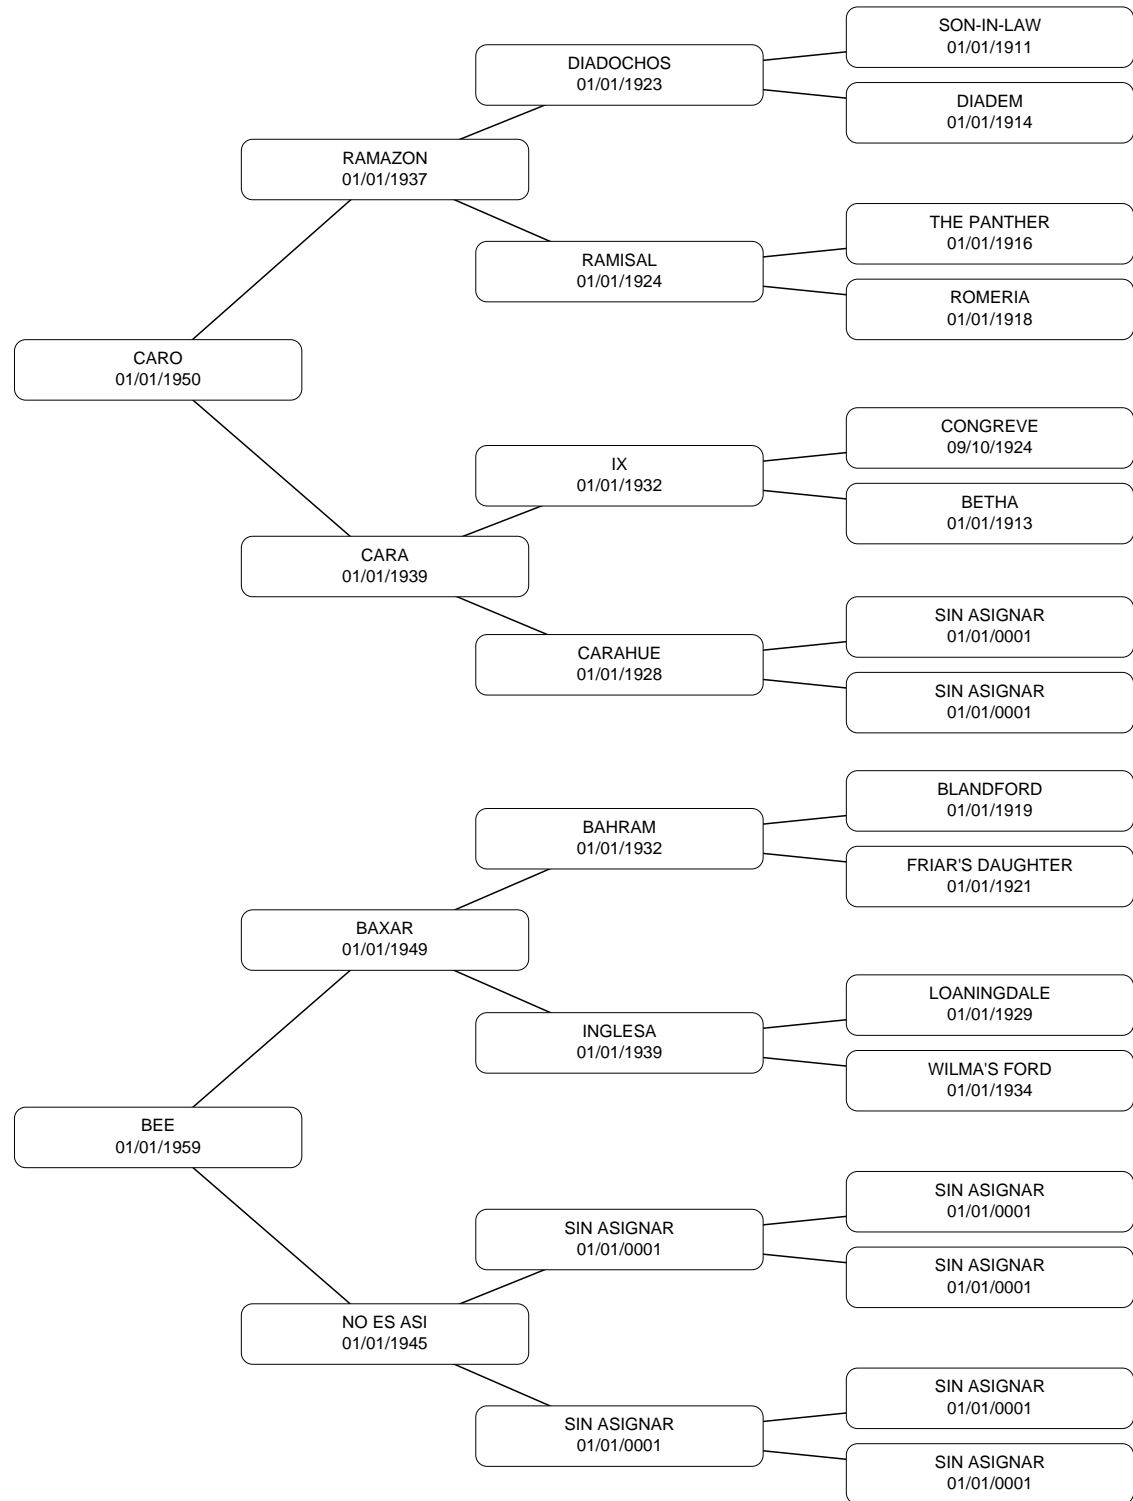 SON-IN-LAW
01/01/1911
DIADOCHOS
01/01/1923
DIADEM
01/01/1914
RAMAZON
01/01/1937
THE PANTHER
01/01/1916
RAMISAL
01/01/1924
ROMERIA
01/01/1918
CARO
01/01/1950
CONGREVE
09/10/1924
IX
01/01/1932
BETHA
01/01/1913
CARA
01/01/1939
SIN ASIGNAR
01/01/0001
CARAHUE
01/01/1928
SIN ASIGNAR
01/01/0001
BLANDFORD
01/01/1919
BAHRAM
01/01/1932
FRIAR'S DAUGHTER
01/01/1921
BAXAR
01/01/1949
LOANINGDALE
01/01/1929
INGLESA
01/01/1939
WILMA'S FORD
01/01/1934
BEE
01/01/1959
SIN ASIGNAR
01/01/0001
SIN ASIGNAR
01/01/0001
SIN ASIGNAR
01/01/0001
NO ES ASI
01/01/1945
SIN ASIGNAR
01/01/0001
SIN ASIGNAR
01/01/0001
SIN ASIGNAR
01/01/0001